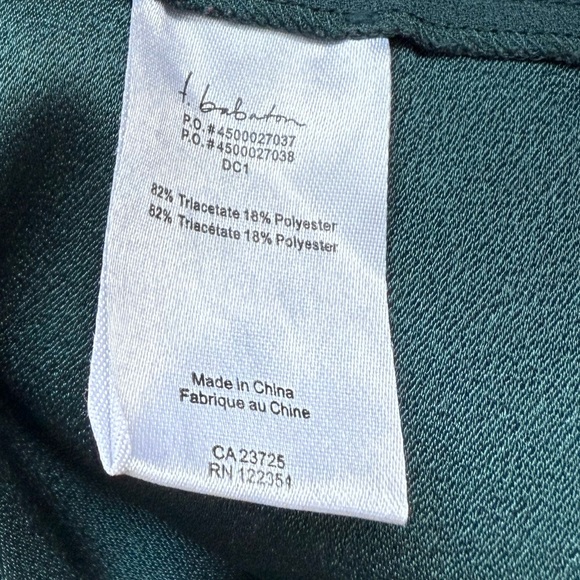 t. babaton
P.O.#4500027037
P.O.#4500027038
DC1
82% Triacetate 18% Polyester
82% Triacétate 18% Polyester
Made in China
Fabrique au Chine
CA 23725
RN 122354